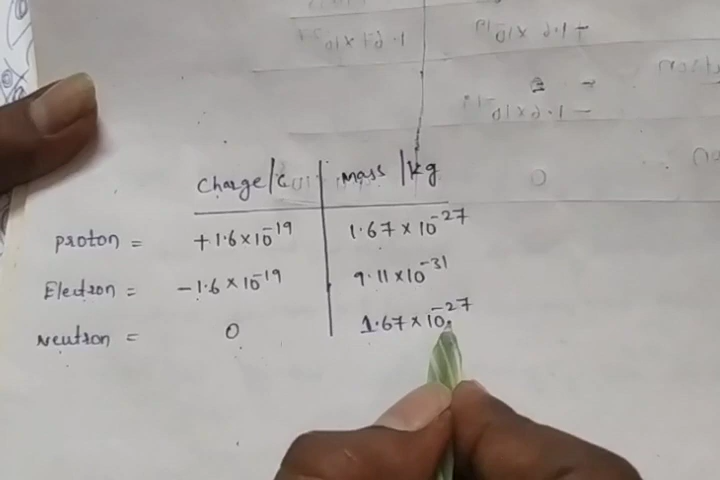 Charge/C mass/kg
Proton = +1.6×10⁻¹⁹ 1.67×10⁻²⁷
Electron = -1.6×10⁻¹⁹ 9.11×10⁻³¹
Neutron = 0 1.67×10⁻²⁷